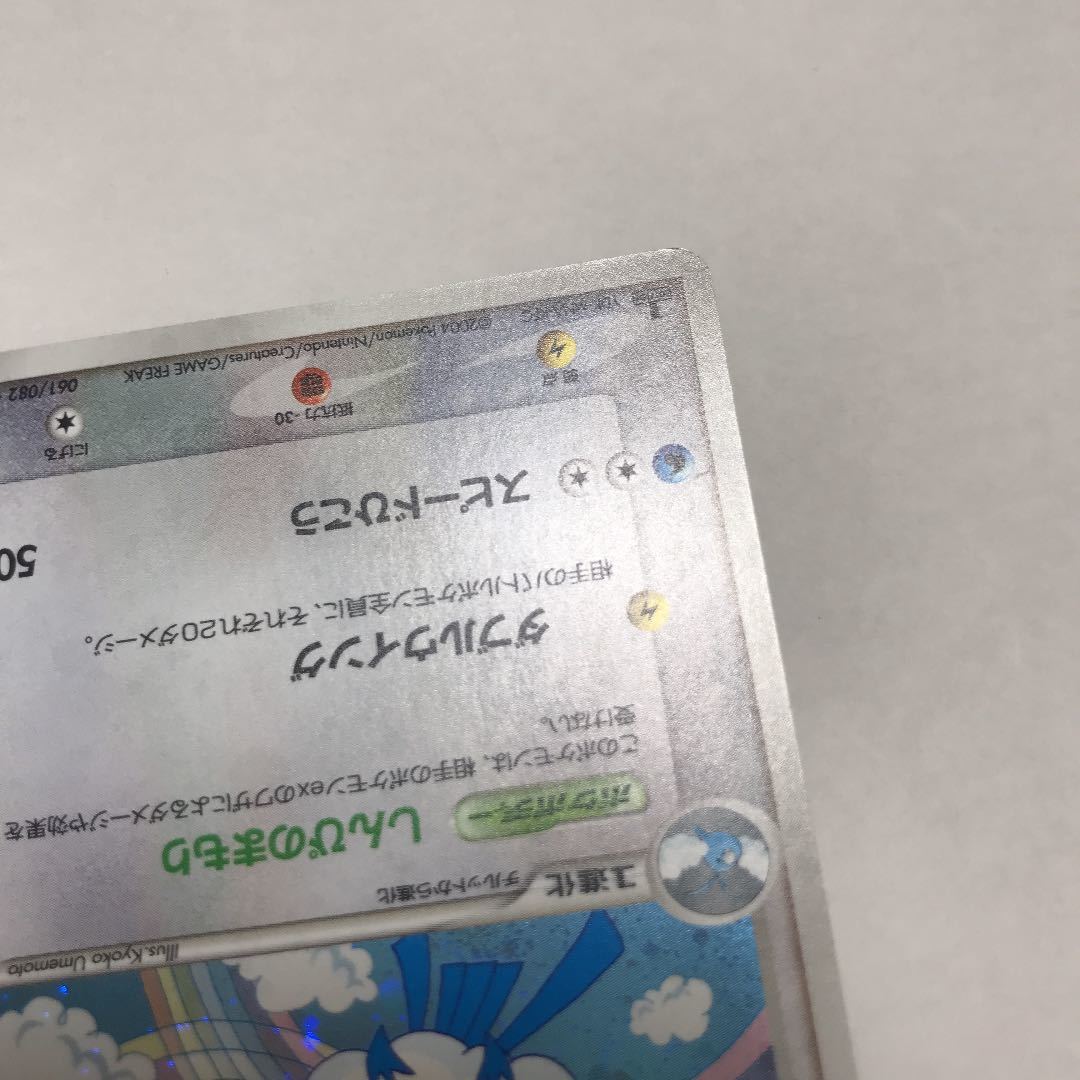 Illus. Kyoko Umemoto
1進化 チルットから進化
ポケボディー しんぴのまもり
このポケモンは、相手のポケモンexのワザによるダメージや効果を
受けない。
ダブルウイング
相手のバトルポケモン全員に、それぞれ20ダメージ。
スピードひこう 50
弱点 抵抗力 -30 にげる
©2004 Pokémon/Nintendo/Creatures/GAME FREAK 061/082